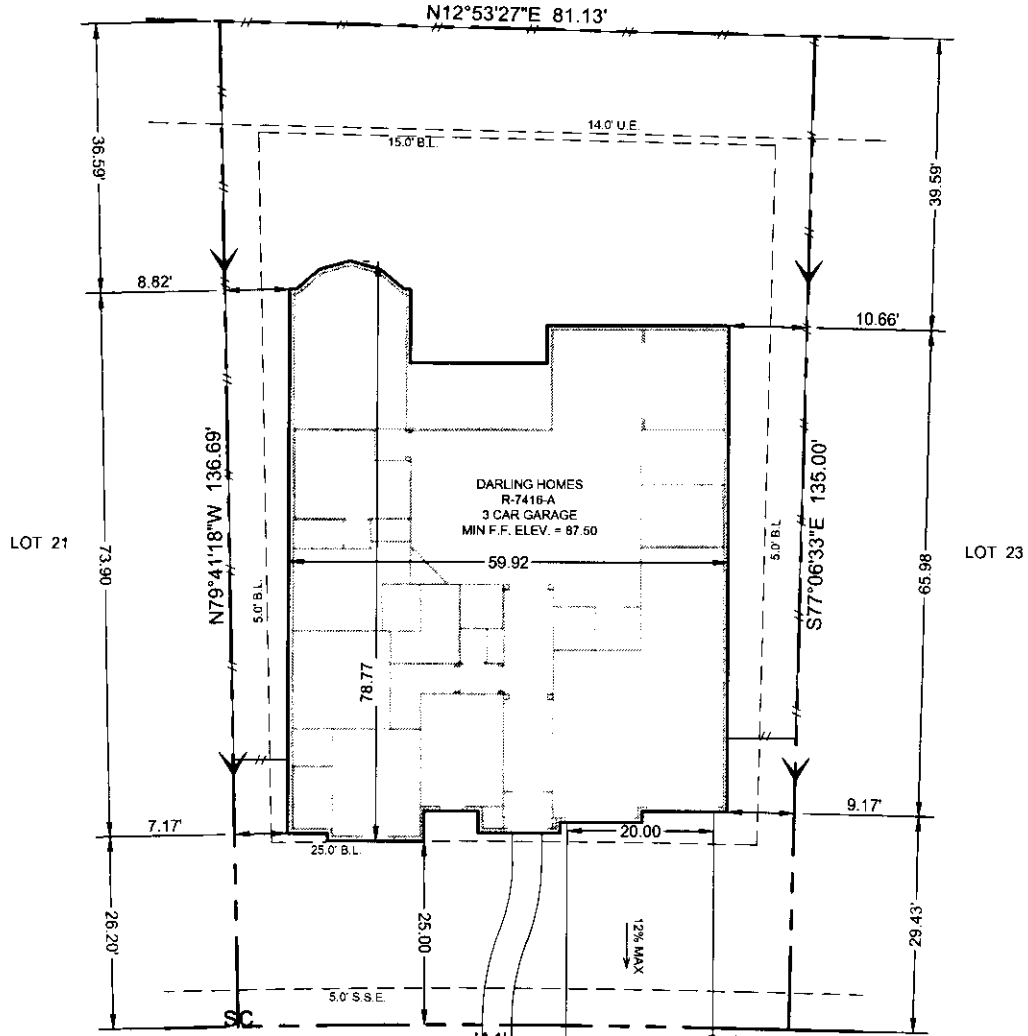 N12°53'27"E 81.13'
14.0' U.E.
15.0' B.L.
36.59'
39.59'
8.82'
10.66'
N79°41'18"W 136.69'
S77°06'33"E 135.00'
DARLING HOMES
R-7416-A
3 CAR GARAGE
MIN F.F. ELEV. = 87.50
LOT 21
LOT 23
73.90
59.92
65.98
5.0' B.L.
5.0' B.L.
78.77
7.17'
9.17'
20.00
25.0' B.L.
26.20'
25.00
12% MAX
29.43'
5.0' S.S.E.
SC